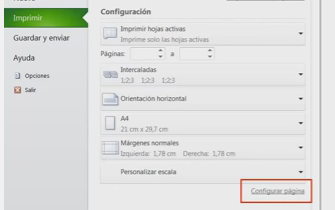 Imprimir
Guardar y enviar
Ayuda
Opciones
Salir
Configuración
Imprimir hojas activas
Imprime solo las hojas activas
Páginas: a
Intercaladas
1;2;3 1;2;3 1;2;3
Orientación horizontal
A4
21 cm x 29,7 cm
Márgenes normales
Izquierda: 1,78 cm Derecha: 1,78 cm
Personalizar escala
Configurar página